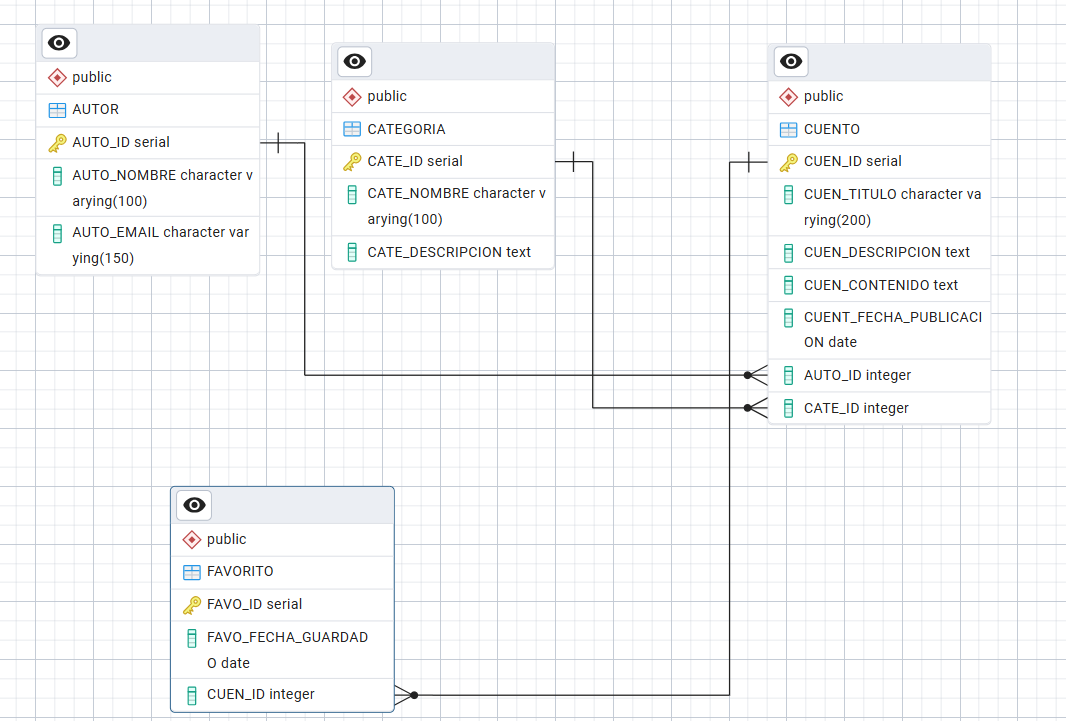 public
AUTOR
AUTO_ID serial
AUTO_NOMBRE character v
arying(100)
AUTO_EMAIL character var
ying(150)
public
CATEGORIA
CATE_ID serial
CATE_NOMBRE character v
arying(100)
CATE_DESCRIPCION text
public
CUENTO
CUEN_ID serial
CUEN_TITULO character va
rying(200)
CUEN_DESCRIPCION text
CUEN_CONTENIDO text
CUENT_FECHA_PUBLICACI
ON date
AUTO_ID integer
CATE_ID integer
public
FAVORITO
FAVO_ID serial
FAVO_FECHA_GUARDAD
O date
CUEN_ID integer